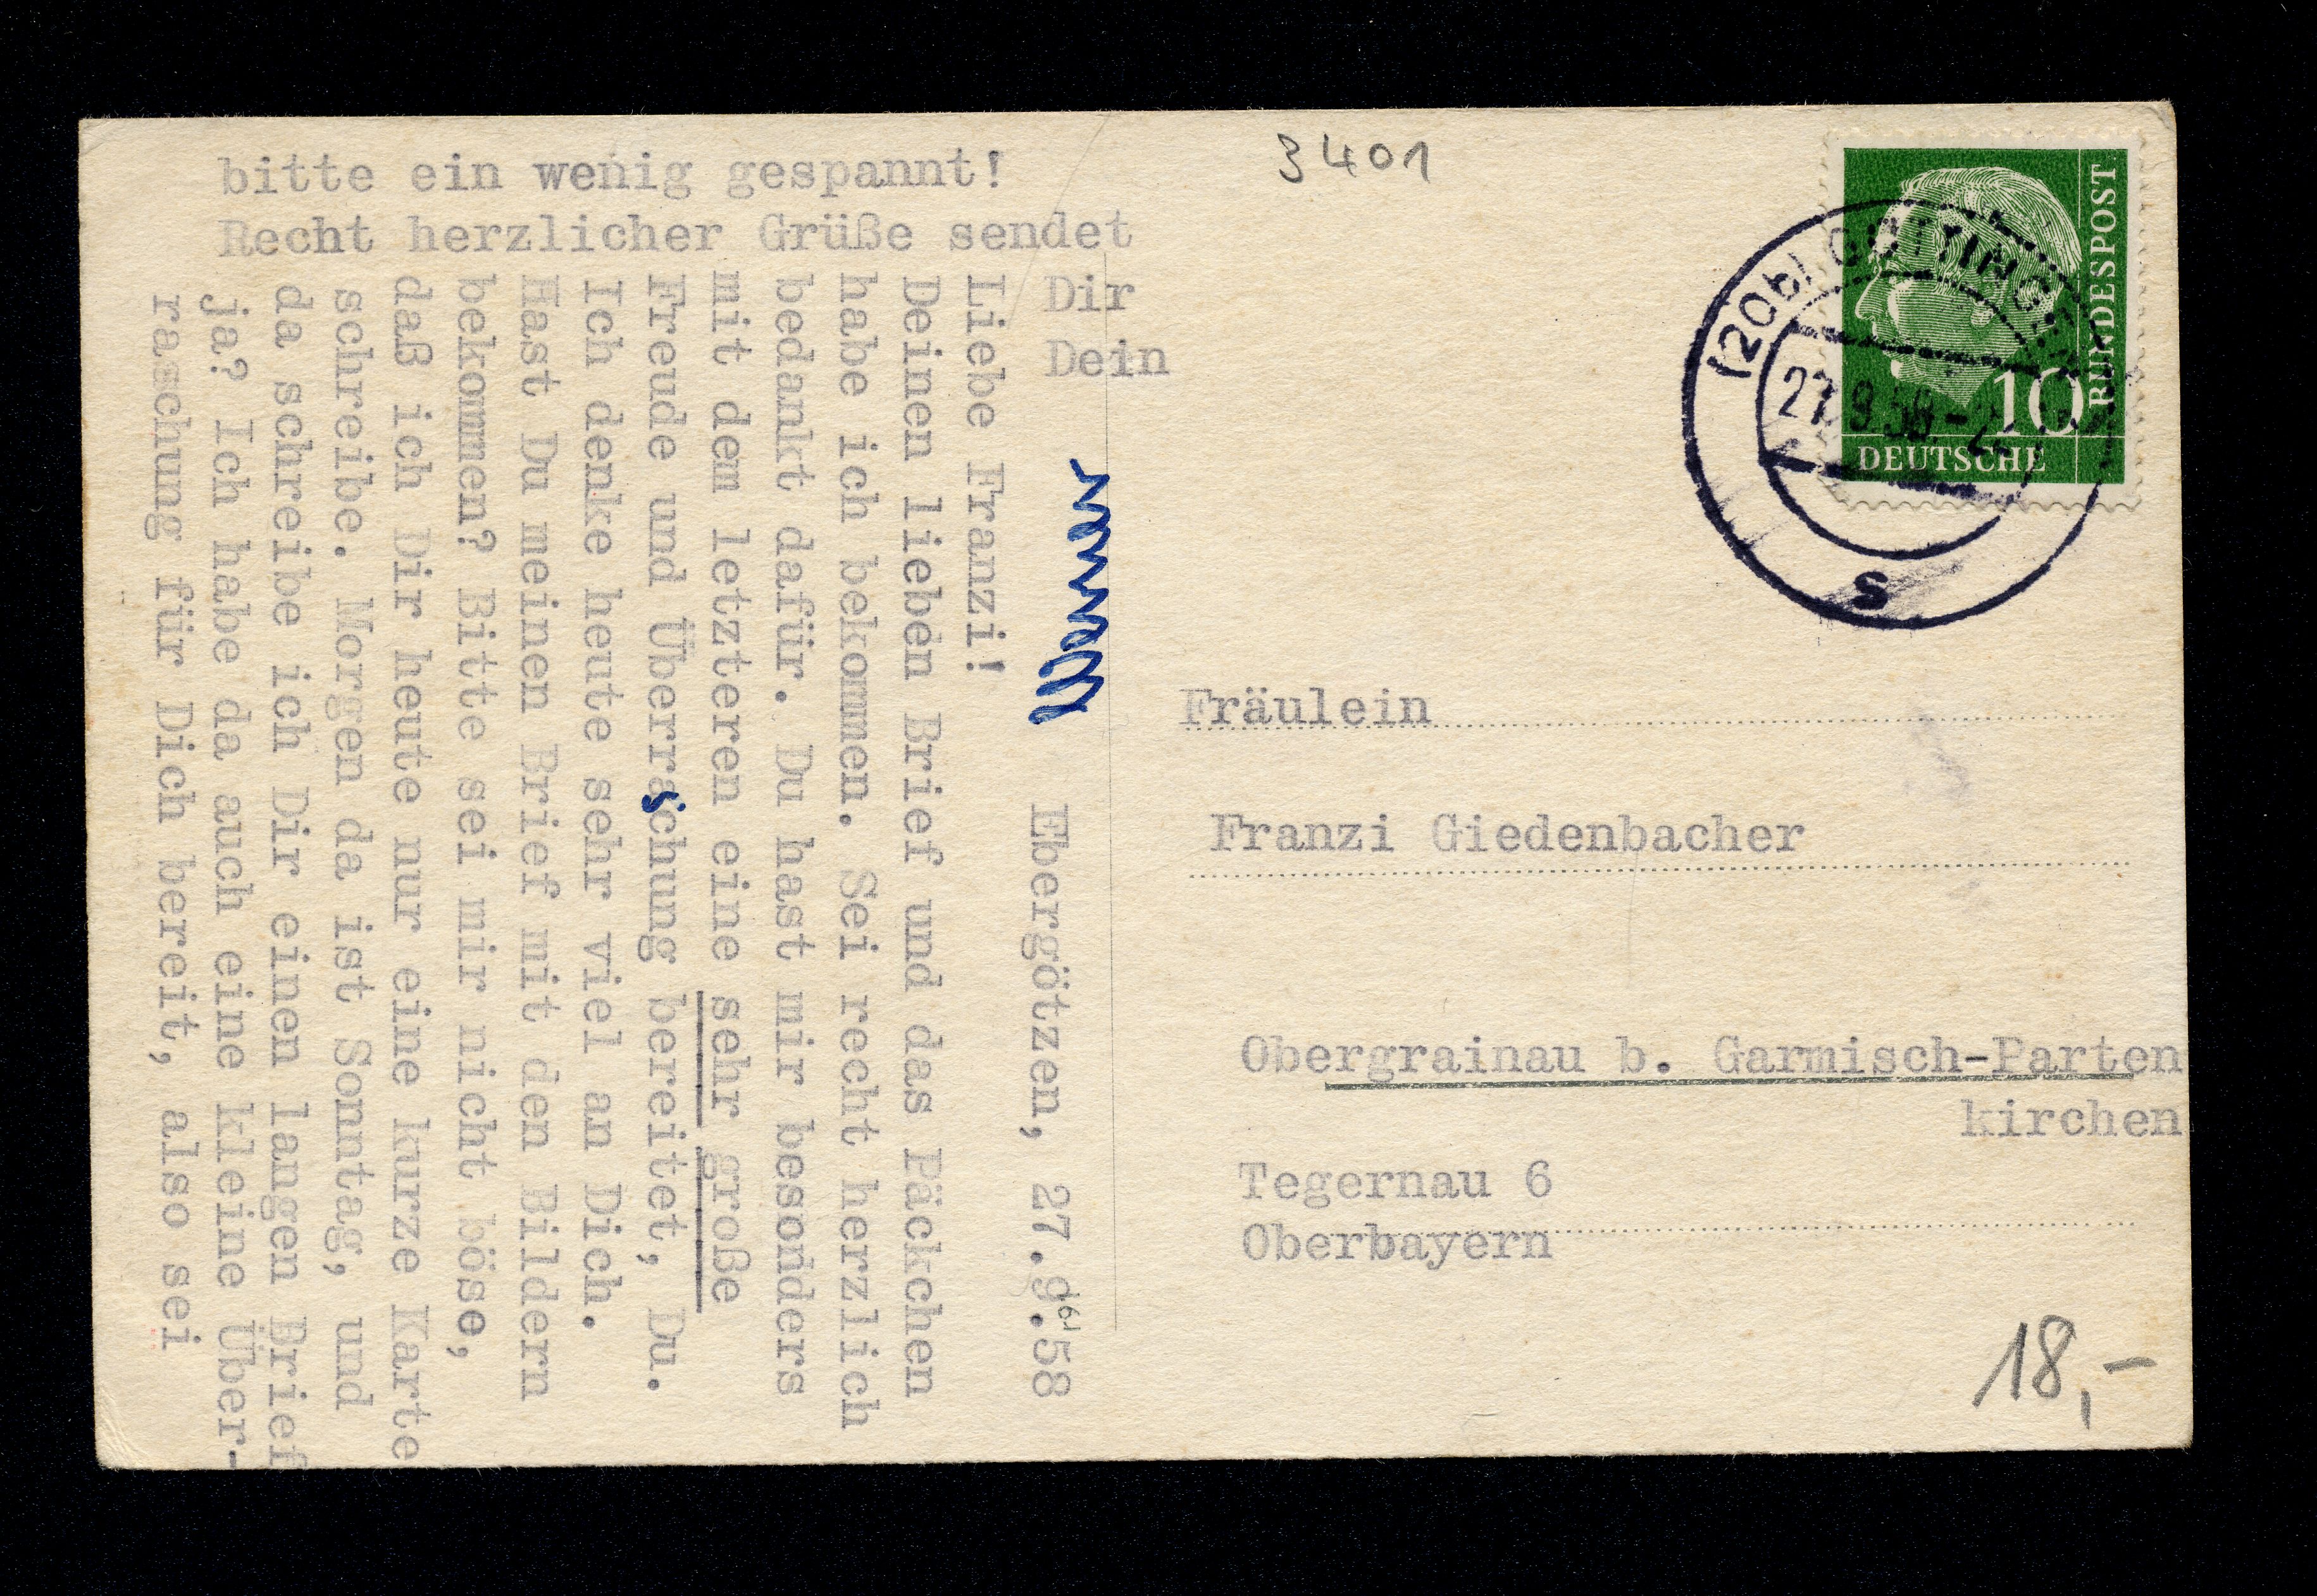 Ebergötzen, 27.9.58
Liebe Franzi!
Deinen lieben Brief und das Päckchen
habe ich bekommen. Sei recht herzlich
bedankt dafür. Du hast mir besonders
mit dem letzteren eine sehr große
Freude und Überraschung bereitet, Du.
Ich denke heute sehr viel an Dich.
Hast Du meinen Brief mit den Bildern
bekommen? Bitte sei mir nicht böse,
daß ich Dir heute nur eine kurze Karte
schreibe. Morgen da ist Sonntag, und
da schreibe ich Dir einen langen Brief
ja? Ich habe da auch eine kleine Über-
raschung für Dich bereit, also sei
bitte ein wenig gespannt!
Recht herzlicher Grüße sendet
Dir
Dein
Werner
3401
DEUTSCHE
BUNDESPOST
10
(20b) GÖTTINGEN
27.9.58.-2
s
Fräulein
Franzi Giedenbacher
Obergrainau b. Garmisch-Parten
kirchen
Tegernau 6
Oberbayern
18,-